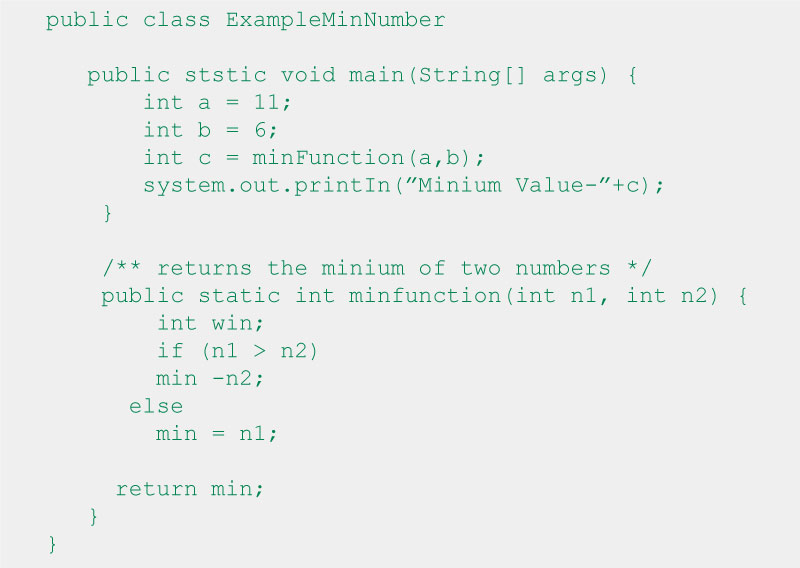 public class ExampleMinNumber
public ststic void main(String[] args) {
int a = 11;
int b = 6;
int c = minFunction(a,b);
system.out.printIn(”Minium Value-”+c);
}
/** returns the minium of two numbers */
public static int minfunction(int n1, int n2) {
int win;
if (n1 > n2)
min -n2;
else
min = n1;
return min;
}
}